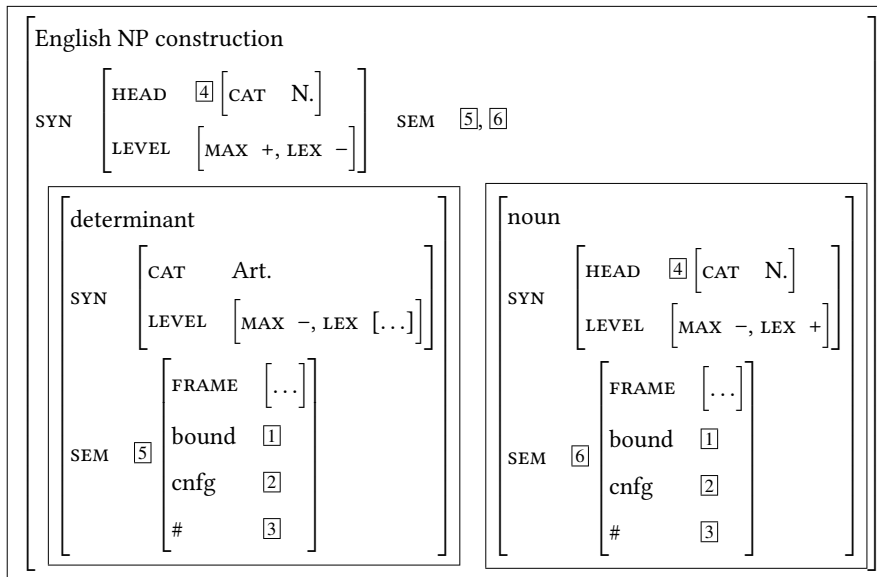 English NP construction
SYN HEAD 4 CAT N.
LEVEL MAX +, LEX –
SEM 5, 6
determinant
SYN CAT Art.
LEVEL MAX –, LEX [...]
SEM 5 FRAME [...]
bound 1
cnfg 2
# 3
noun
SYN HEAD 4 CAT N.
LEVEL MAX –, LEX +
SEM 6 FRAME [...]
bound 1
cnfg 2
# 3